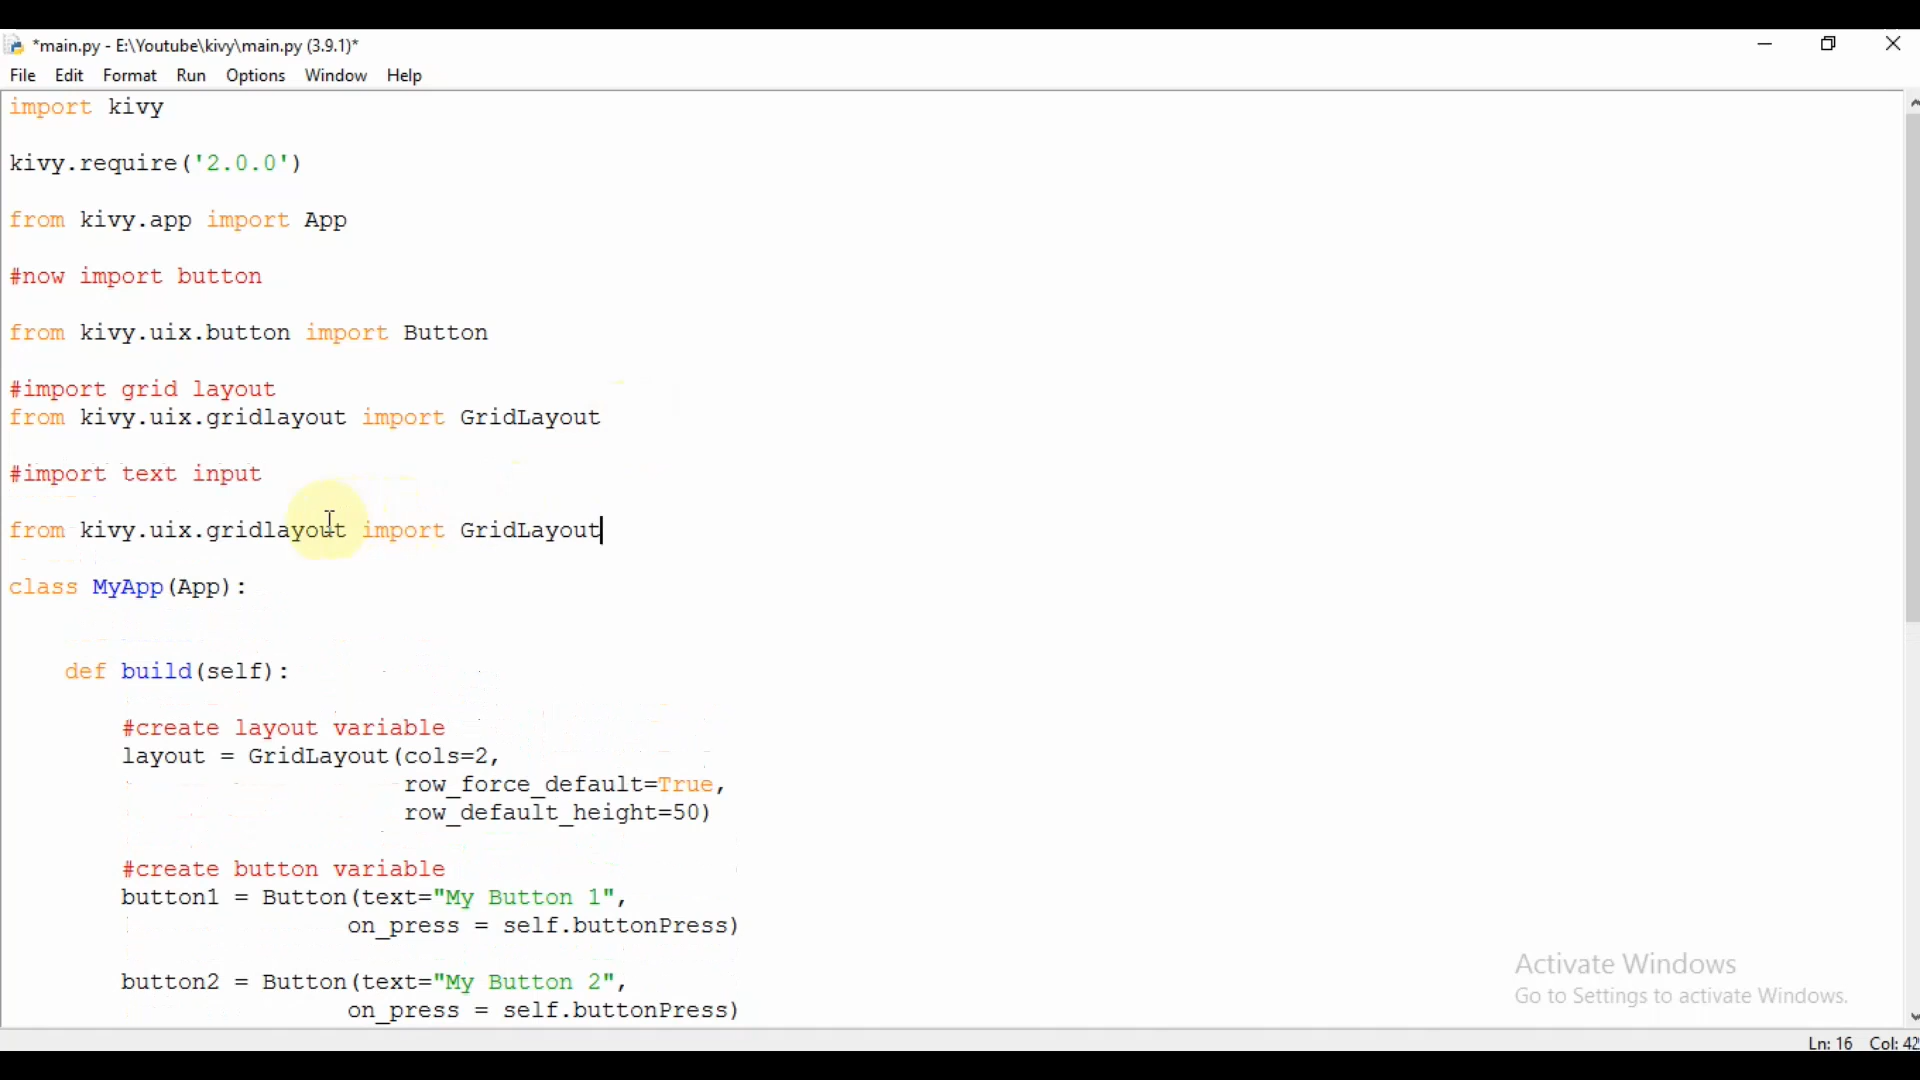 *main.py - E:\Youtube\kivy\main.py (3.9.1)*
File Edit Format Run Options Window Help
import kivy
kivy.require('2.0.0')
from kivy.app import App
#now import button
from kivy.uix.button import Button
#import grid layout
from kivy.uix.gridlayout import GridLayout
#import text input
from kivy.uix.gridlayout import GridLayout
class MyApp(App):
def build(self):
#create layout variable
layout = GridLayout(cols=2,
row_force_default=True,
row_default_height=50)
#create button variable
button1 = Button(text="My Button 1",
on_press = self.buttonPress)
button2 = Button(text="My Button 2",
on_press = self.buttonPress)
Activate Windows
Go to Settings to activate Windows.
Ln: 16 Col: 42